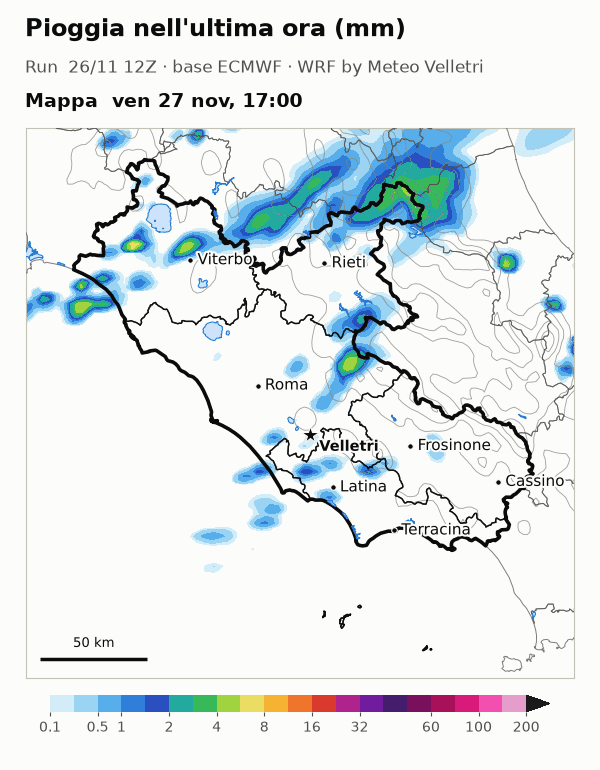 Pioggia nell'ultima ora (mm)
Run  26/11 12Z · base ECMWF · WRF by Meteo Velletri
Mappa  ven 27 nov, 17:00
Viterbo
Rieti
Roma
Velletri
Frosinone
Latina
Cassino
Terracina
50 km
0.1 0.5 1 2 4 8 16 32 60 100 200